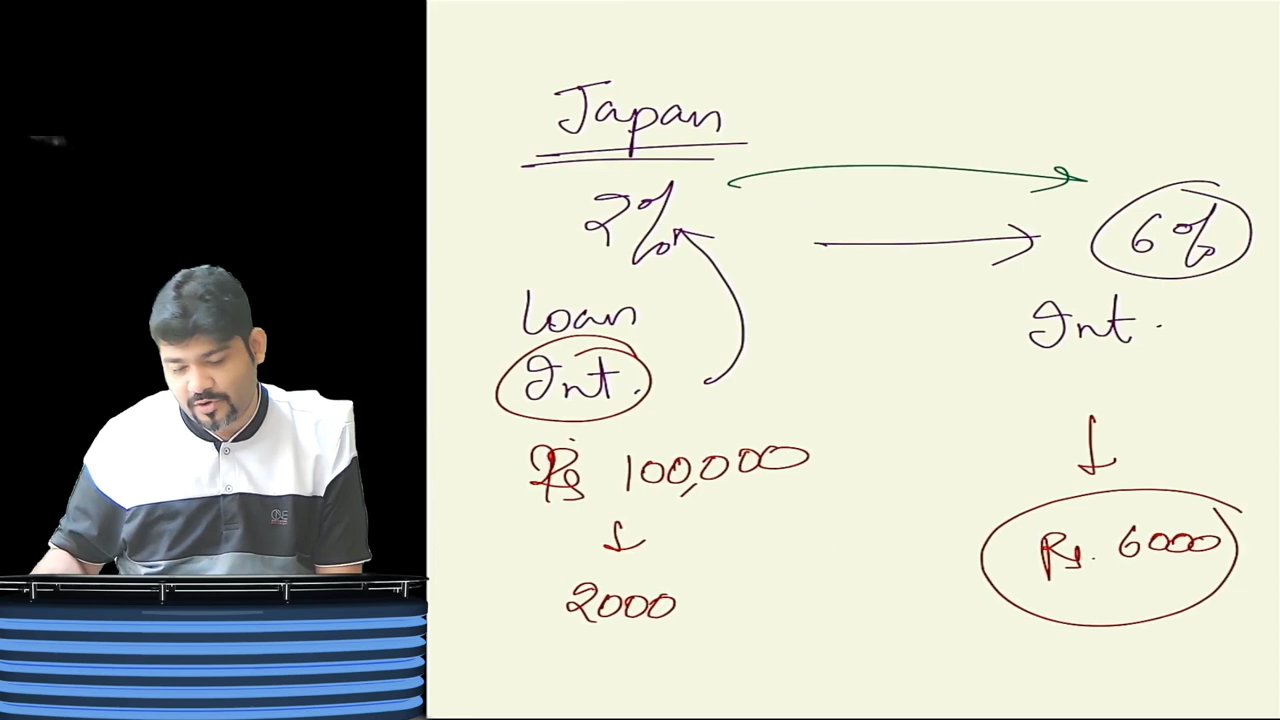 Japan
2%
6%
Loan
Int.
Int.
Rs 100,000
Rs. 6000
2000